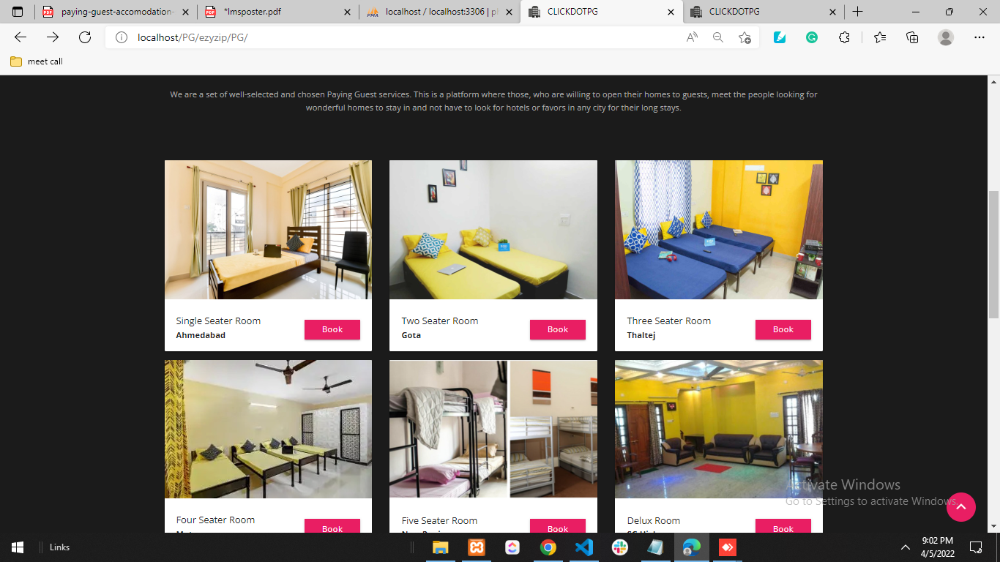 paying-guest-accomodation-
*lmsposter.pdf
localhost / localhost:3306 | p
CLICKDOTPG
CLICKDOTPG
localhost/PG/ezyzip/PG/
meet call
We are a set of well-selected and chosen Paying Guest services. This is a platform where those, who are willing to open their homes to guests, meet the people looking for
wonderful homes to stay in and not have to look for hotels or favors in any city for their long stays.
Single Seater Room
Ahmedabad
Book
Two Seater Room
Gota
Book
Three Seater Room
Thaltej
Book
Four Seater Room
Book
Five Seater Room
Book
Delux Room
Book
Activate Windows
Go to Settings to activate Windows.
Links
9:02 PM
4/5/2022